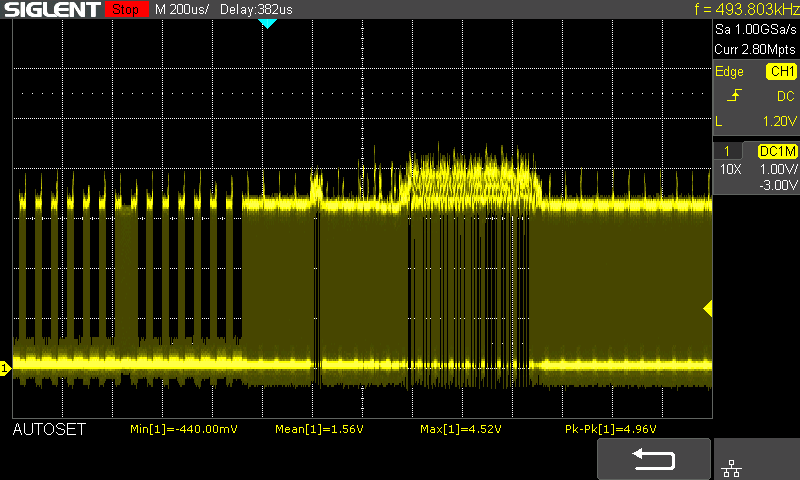 SIGLENT Stop M 200us/ Delay:382us f = 493.803kHz
Sa 1.00GSa/s
Curr 2.80Mpts
Edge CH1
DC
L 1.20V
1 DC1M
10X 1.00V/
-3.00V
1
AUTOSET Min[1]=-440.00mV Mean[1]=1.56V Max[1]=4.52V Pk-Pk[1]=4.96V